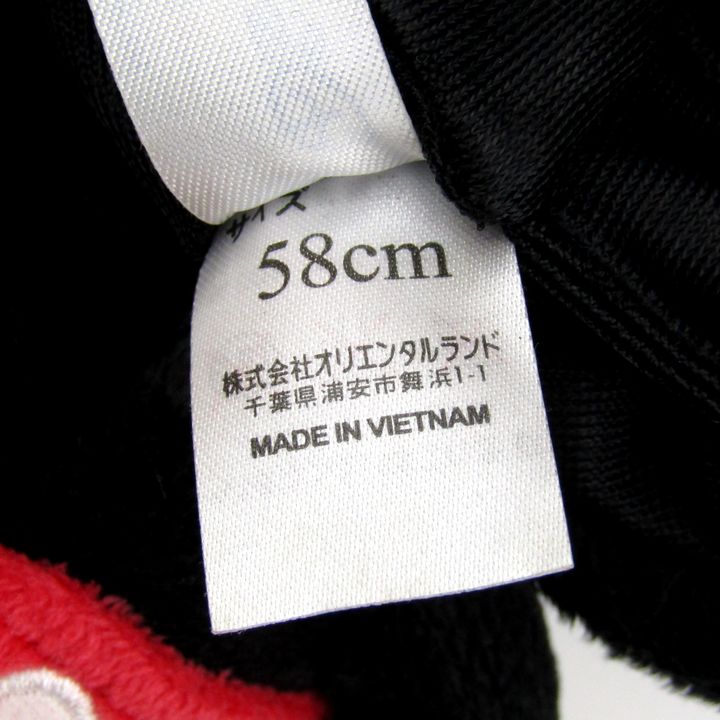 サイズ
58cm
株式会社オリエンタルランド
千葉県浦安市舞浜1-1
MADE IN VIETNAM